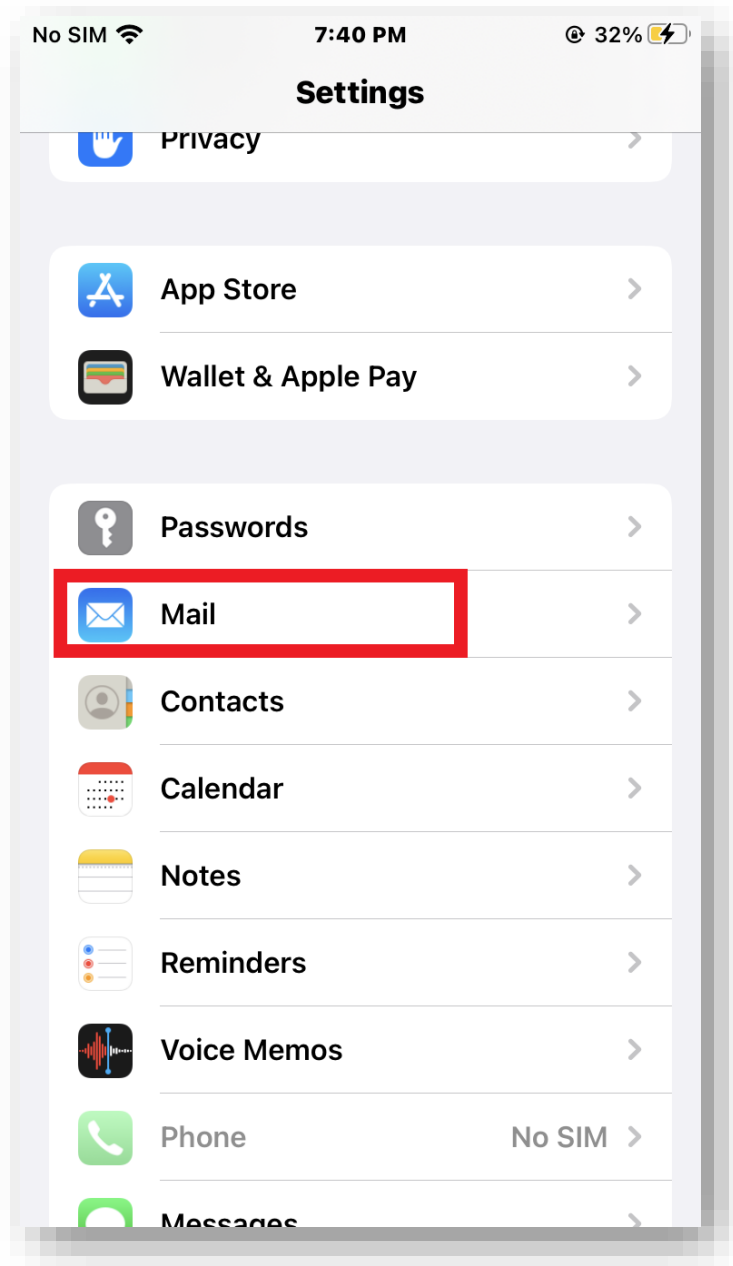 No SIM 7:40 PM 32%
Settings
Privacy
App Store
Wallet & Apple Pay
Passwords
Mail
Contacts
Calendar
Notes
Reminders
Voice Memos
Phone No SIM
Messages